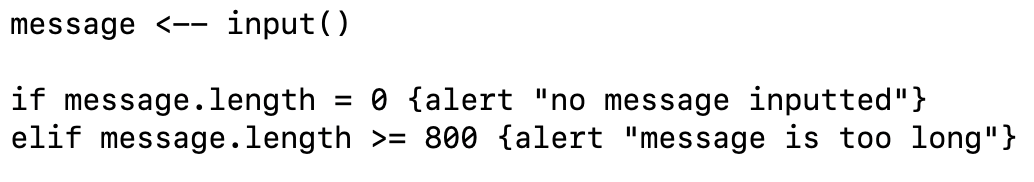 message <-- input()
if message.length = 0 {alert "no message inputted"}
elif message.length >= 800 {alert "message is too long"}